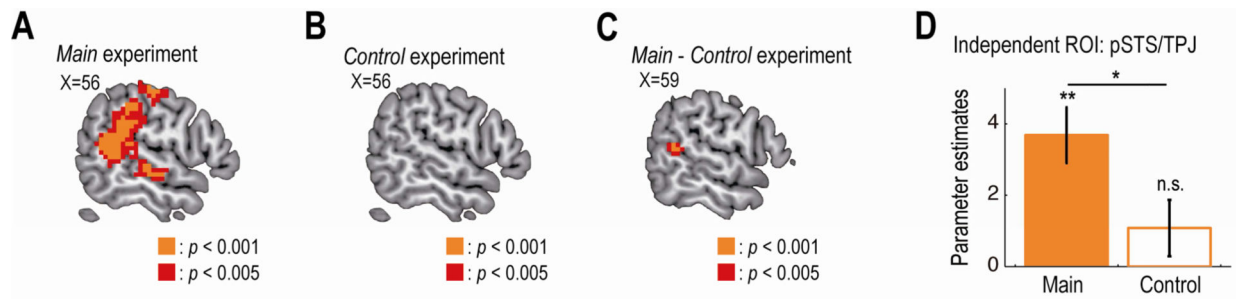 A
Main experiment
X=56
: p < 0.001
: p < 0.005
B
Control experiment
X=56
: p < 0.001
: p < 0.005
C
Main - Control experiment
X=59
: p < 0.001
: p < 0.005
D
Independent ROI: pSTS/TPJ
*
**
n.s.
Parameter estimates
4
2
0
Main
Control